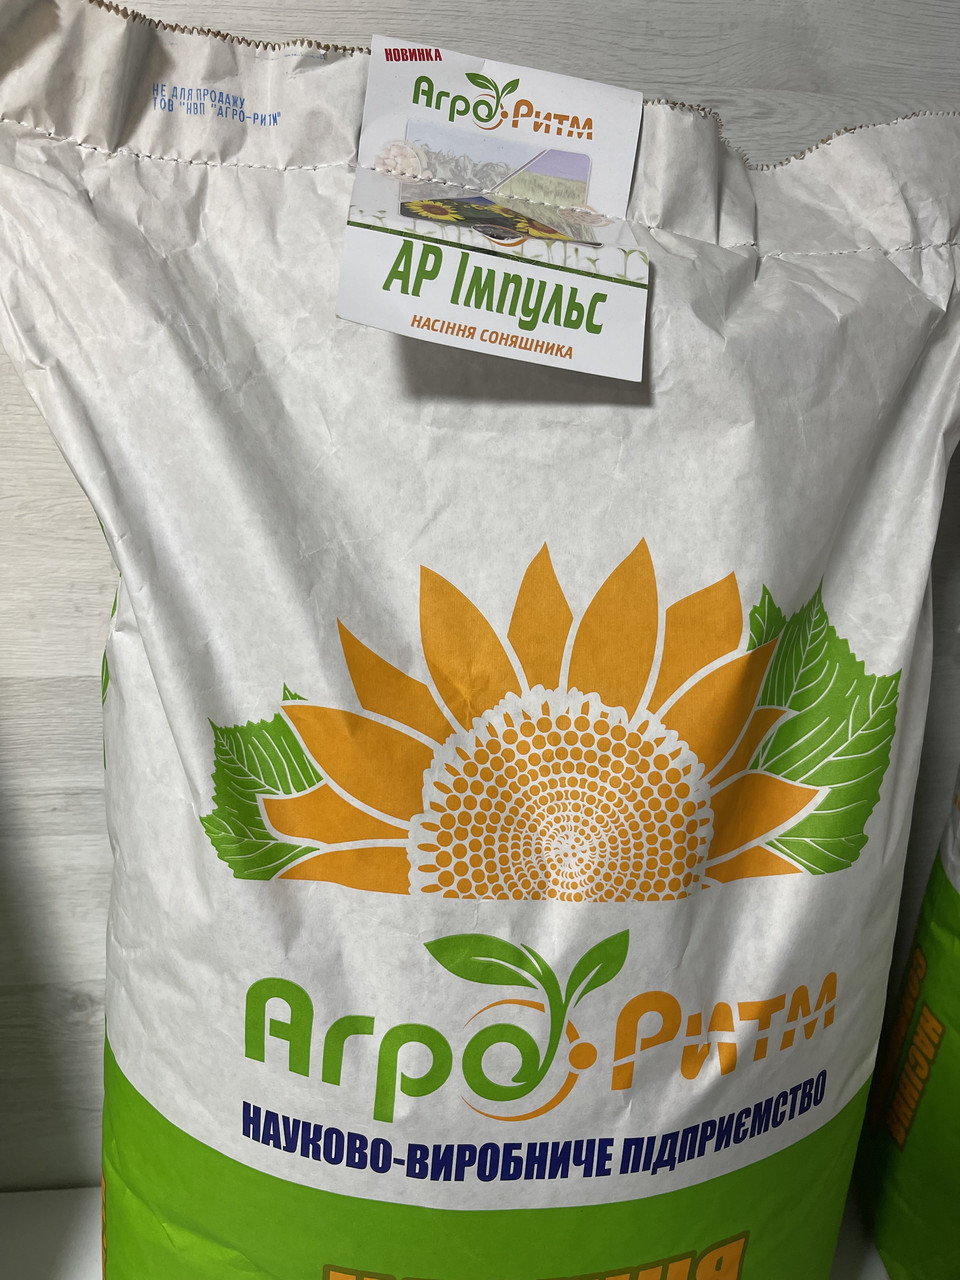 НЕ ДЛЯ ПРОДАЖУ
ТОВ "НВП "АГРО-РИТМ"
НОВИНКА
Агро Ритм
АР Імпульс
НАСІННЯ СОНЯШНИКА
Агро Ритм
НАУКОВО-ВИРОБНИЧЕ ПІДПРИЄМСТВО